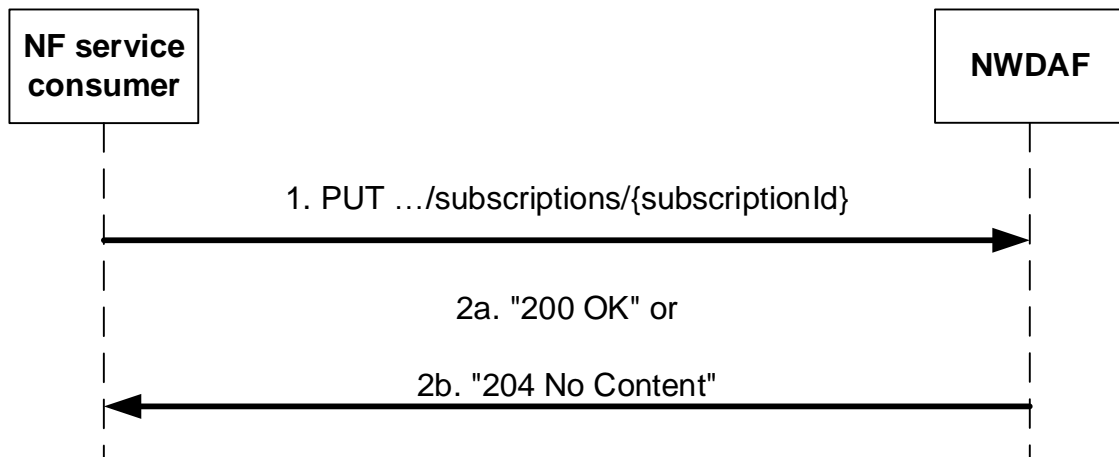 NF service
consumer
NWDAF
1. PUT …/subscriptions/{subscriptionId}
2a. "200 OK" or
2b. "204 No Content"